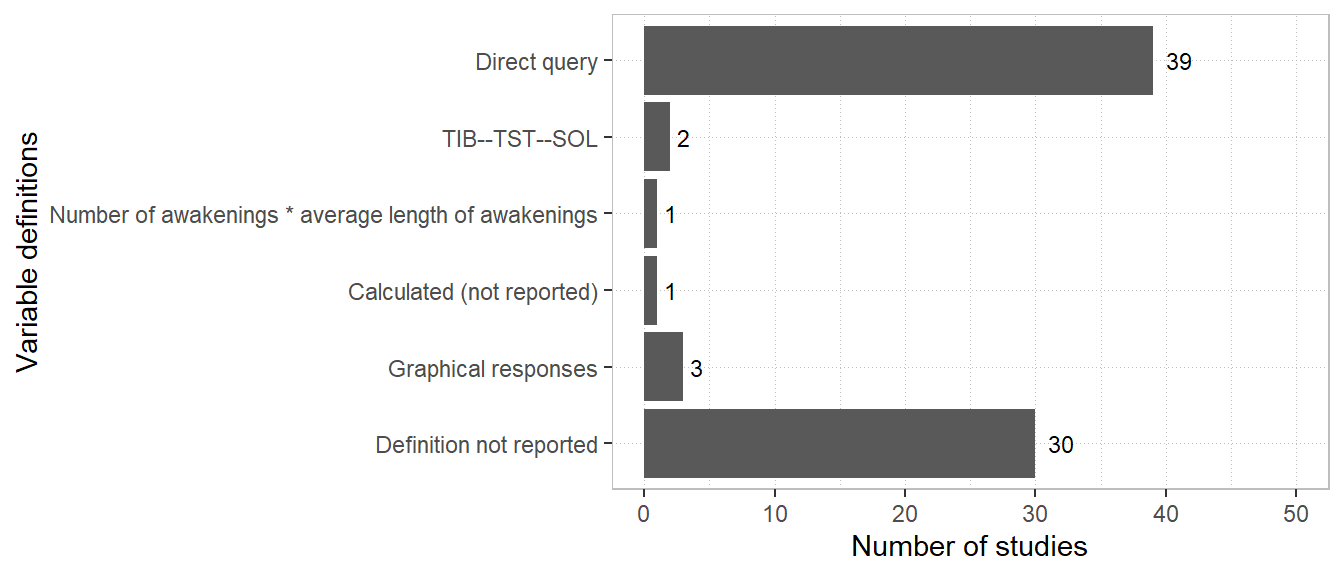 Variable definitions
Direct query
39
TIB--TST--SOL
2
Number of awakenings * average length of awakenings
1
Calculated (not reported)
1
Graphical responses
3
Definition not reported
30
0 10 20 30 40 50
Number of studies